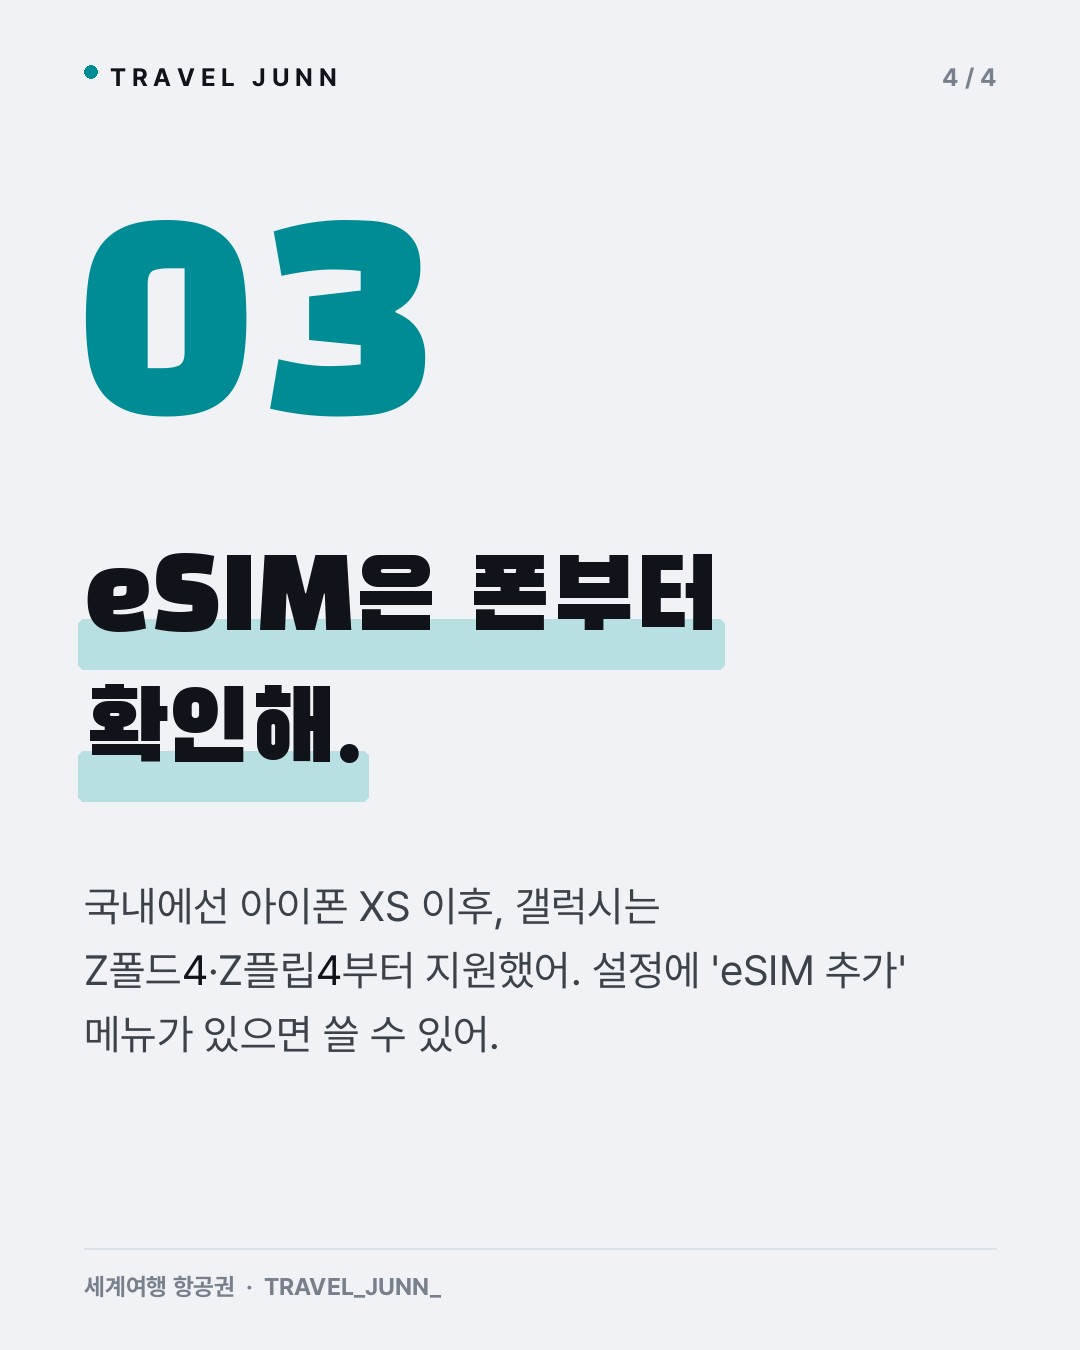 TRAVEL JUNN
4 / 4
03
eSIM은 폰부터
확인해.
국내에선 아이폰 XS 이후, 갤럭시는
Z폴드4·Z플립4부터 지원했어. 설정에 'eSIM 추가'
메뉴가 있으면 쓸 수 있어.
세계여행 항공권 · TRAVEL_JUNN_